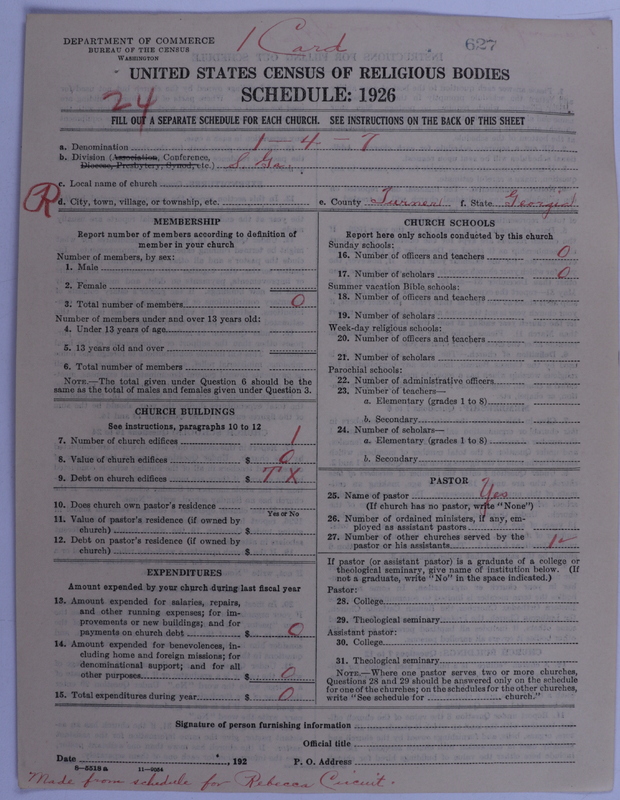 DEPARTMENT OF COMMERCE
BUREAU OF THE CENSUS
WASHINGTON
1 Card
627
UNITED STATES CENSUS OF RELIGIOUS BODIES
SCHEDULE: 1926
24
FILL OUT A SEPARATE SCHEDULE FOR EACH CHURCH. SEE INSTRUCTIONS ON THE BACK OF THIS SHEET
a. Denomination 1-4-7
b. Division (Association, Conference, Diocese, Presbytery, Synod, etc.) S. Ga.
c. Local name of church
R
d. City, town, village, or township, etc. e. County Turner f. State Georgia
MEMBERSHIP
Report number of members according to definition of
member in your church
Number of members, by sex:
1. Male
2. Female
3. Total number of members 0
Number of members under and over 13 years old:
4. Under 13 years of age
5. 13 years old and over
6. Total number of members
NOTE.—The total given under Question 6 should be the
same as the total of males and females given under Question 3.
CHURCH BUILDINGS
See instructions, paragraphs 10 to 12
7. Number of church edifices 1
8. Value of church edifices $ 0
9. Debt on church edifices $ TX
10. Does church own pastor's residence
Yes or No
11. Value of pastor's residence (if owned by
church) $
12. Debt on pastor's residence (if owned by
church) $
EXPENDITURES
Amount expended by your church during last fiscal year
13. Amount expended for salaries, repairs,
and other running expenses; for im-
provements or new buildings; and for
payments on church debt $ 0
14. Amount expended for benevolences, in-
cluding home and foreign missions; for
denominational support; and for all
other purposes $ 0
15. Total expenditures during year $ 0
CHURCH SCHOOLS
Report here only schools conducted by this church
Sunday schools:
16. Number of officers and teachers 0
17. Number of scholars 0
Summer vacation Bible schools:
18. Number of officers and teachers
19. Number of scholars
Week-day religious schools:
20. Number of officers and teachers
21. Number of scholars
Parochial schools:
22. Number of administrative officers
23. Number of teachers—
a. Elementary (grades 1 to 8)
b. Secondary
24. Number of scholars—
a. Elementary (grades 1 to 8)
b. Secondary
PASTOR
25. Name of pastor Yes
(If church has no pastor, write "None")
26. Number of ordained ministers, if any, em-
ployed as assistant pastors
27. Number of other churches served by the
pastor or his assistants
If pastor (or assistant pastor) is a graduate of a college or
theological seminary, give name of institution below. (If
not a graduate, write "No" in the space indicated.)
Pastor:
28. College
29. Theological seminary
Assistant pastor:
30. College
31. Theological seminary
NOTE.—Where one pastor serves two or more churches,
Questions 28 and 29 should be answered only on the schedule
for one of the churches; on the schedules for the other churches,
write "See schedule for church."
Signature of person furnishing information
Official title
Date , 192 P. O. Address
8-5519 a 11-9064
Made from schedule for Rebecca Circuit.